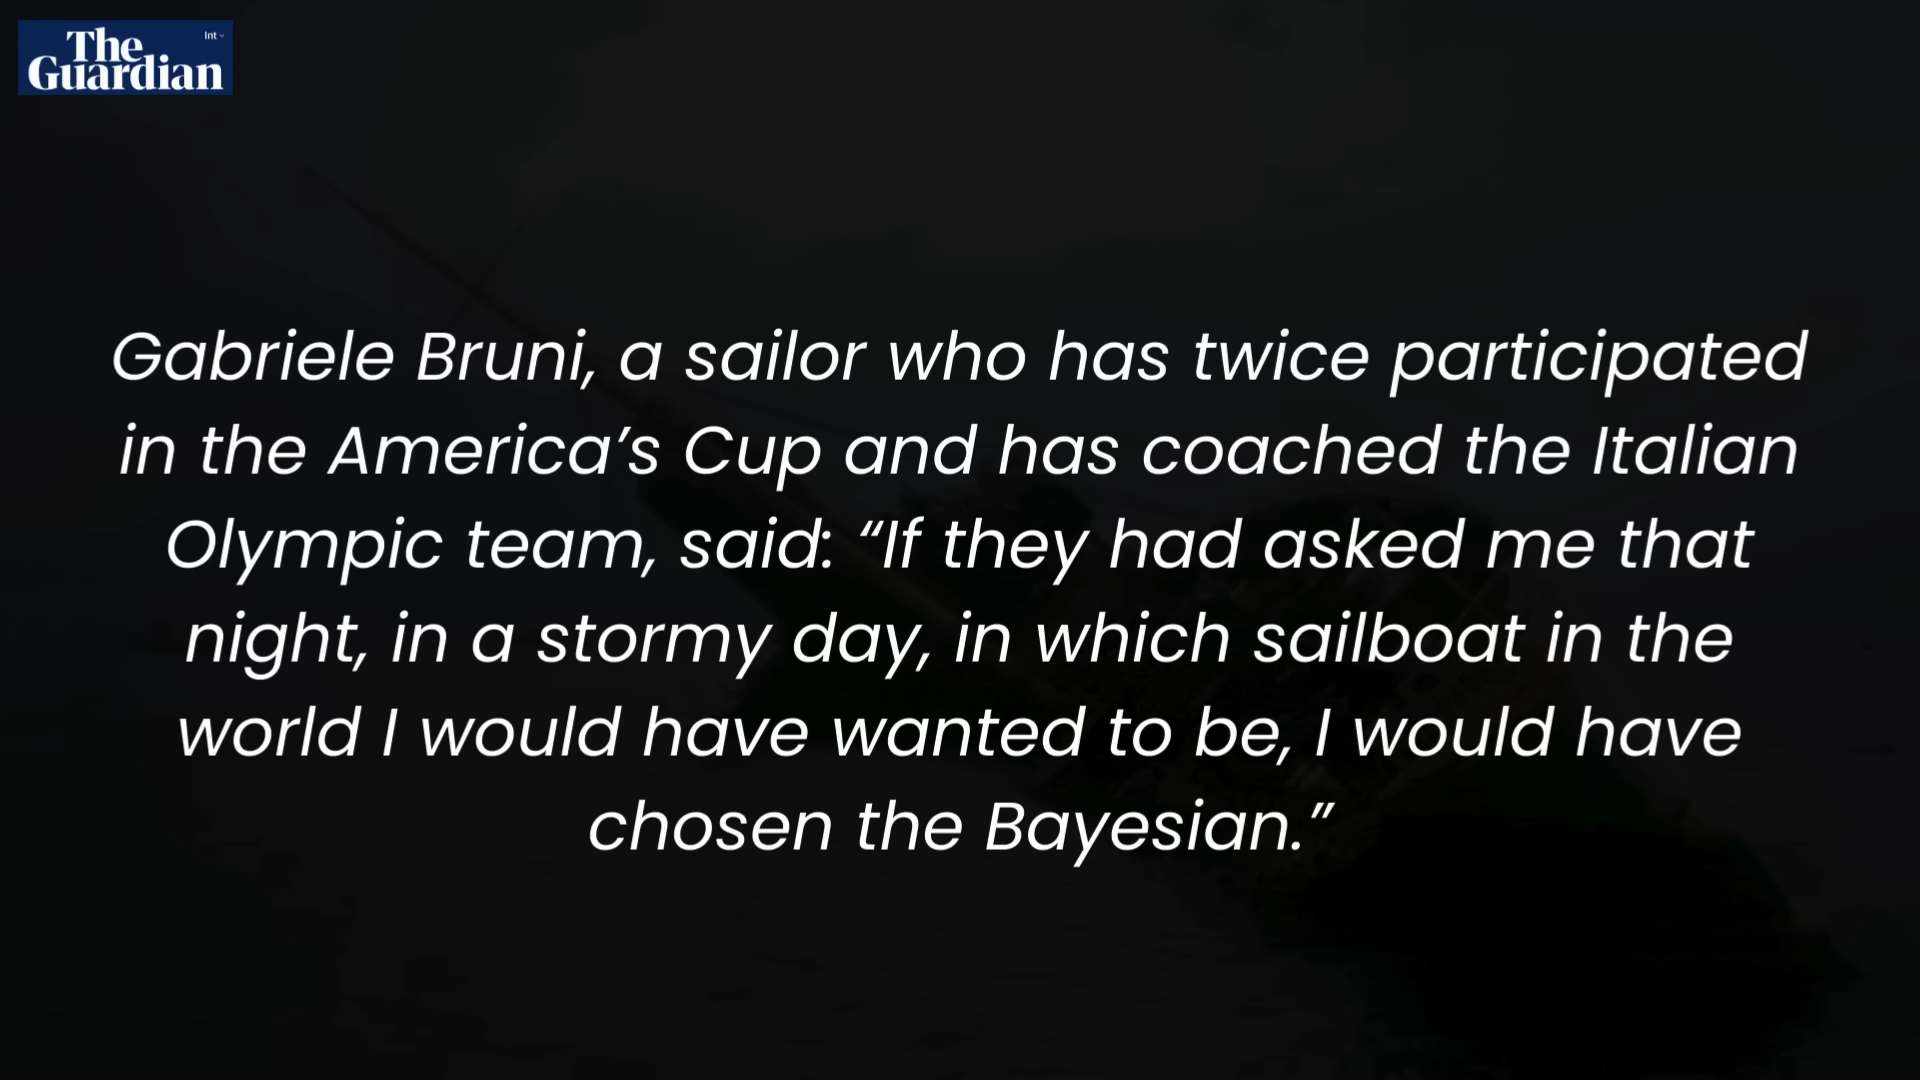 The
Guardian
Int
Gabriele Bruni, a sailor who has twice participated
in the America’s Cup and has coached the Italian
Olympic team, said: “If they had asked me that
night, in a stormy day, in which sailboat in the
world I would have wanted to be, I would have
chosen the Bayesian.”